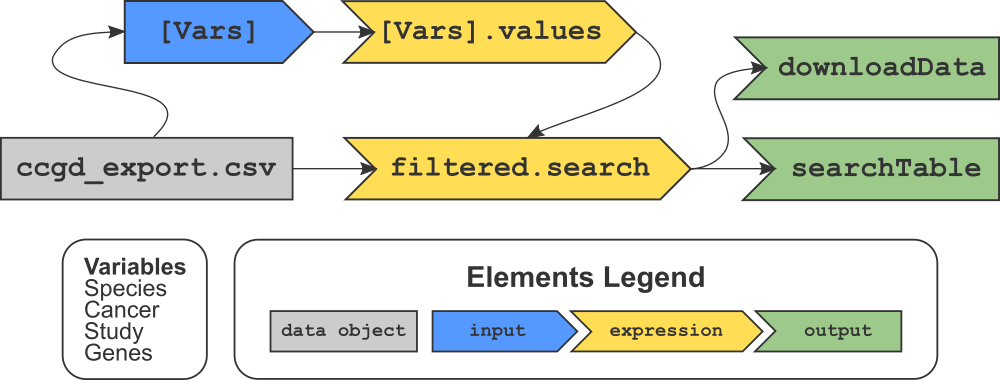 [Vars]
[Vars].values
downloadData
ccgd_export.csv
filtered.search
searchTable
Variables
Species
Cancer
Study
Genes
Elements Legend
data object
input
expression
output